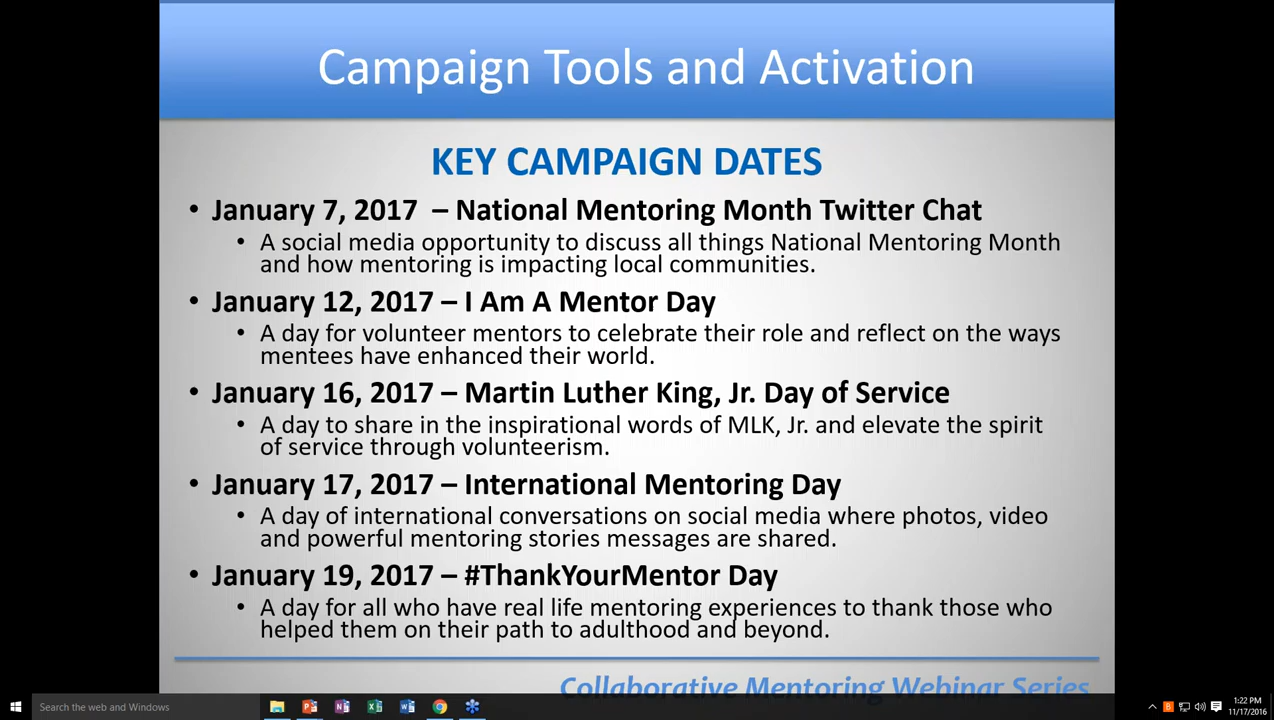 Campaign Tools and Activation
KEY CAMPAIGN DATES
• January 7, 2017 – National Mentoring Month Twitter Chat
• A social media opportunity to discuss all things National Mentoring Month
and how mentoring is impacting local communities.
• January 12, 2017 – I Am A Mentor Day
• A day for volunteer mentors to celebrate their role and reflect on the ways
mentees have enhanced their world.
• January 16, 2017 – Martin Luther King, Jr. Day of Service
• A day to share in the inspirational words of MLK, Jr. and elevate the spirit
of service through volunteerism.
• January 17, 2017 – International Mentoring Day
• A day of international conversations on social media where photos, video
and powerful mentoring stories messages are shared.
• January 19, 2017 – #ThankYourMentor Day
• A day for all who have real life mentoring experiences to thank those who
helped them on their path to adulthood and beyond.
Collaborative Mentoring Webinar Series
Search the web and Windows
1:22 PM
11/17/2016